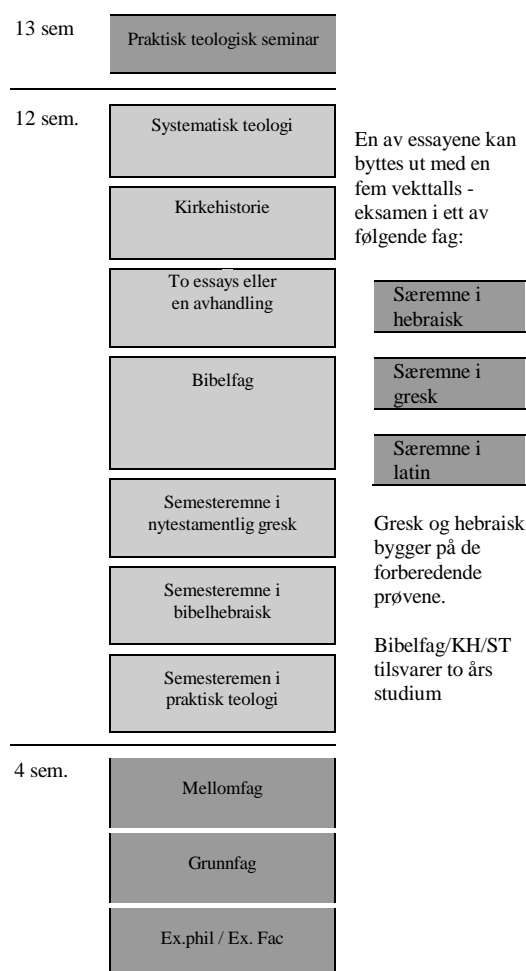 13 sem
Praktisk teologisk seminar
12 sem.
Systematisk teologi
Kirkehistorie
To essays eller
en avhandling
Bibelfag
Semesteremne i
nytestamentlig gresk
Semesteremne i
bibelhebraisk
Semesteremen i
praktisk teologi
En av essayene kan
byttes ut med en
fem vekttalls -
eksamen i ett av
følgende fag:
Særemne i
hebraisk
Særemne i
gresk
Særemne i
latin
Gresk og hebraisk
bygger på de
forberedende
prøvene.
Bibelfag/KH/ST
tilsvarer to års
studium
4 sem.
Mellomfag
Grunnfag
Ex.phil / Ex. Fac